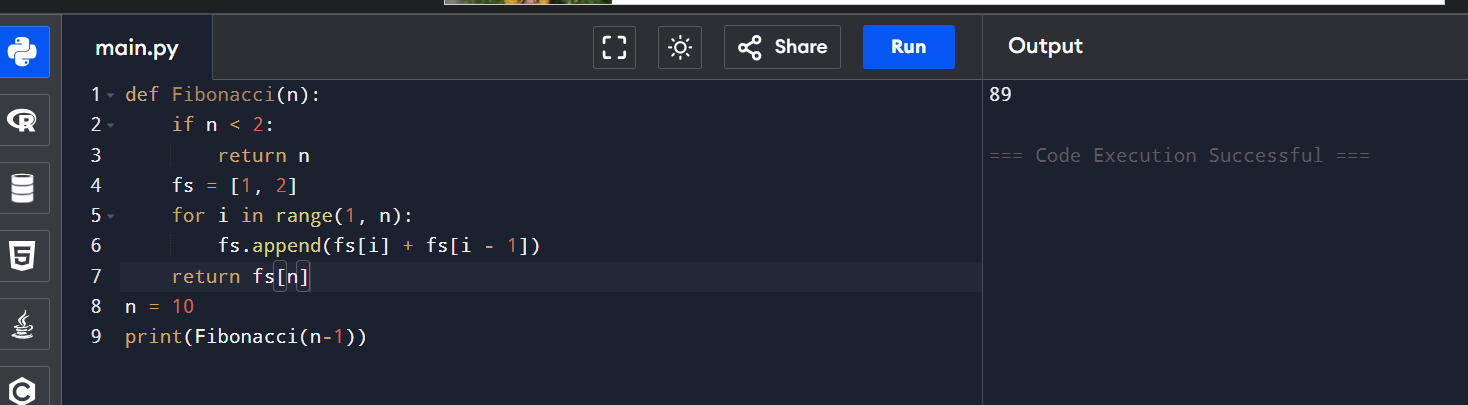 main.py
Share
Run
Output
1 def Fibonacci(n):
2     if n < 2:
3         return n
4     fs = [1, 2]
5     for i in range(1, n):
6         fs.append(fs[i] + fs[i - 1])
7     return fs[n]
8 n = 10
9 print(Fibonacci(n-1))
89
=== Code Execution Successful ===
R
5
C